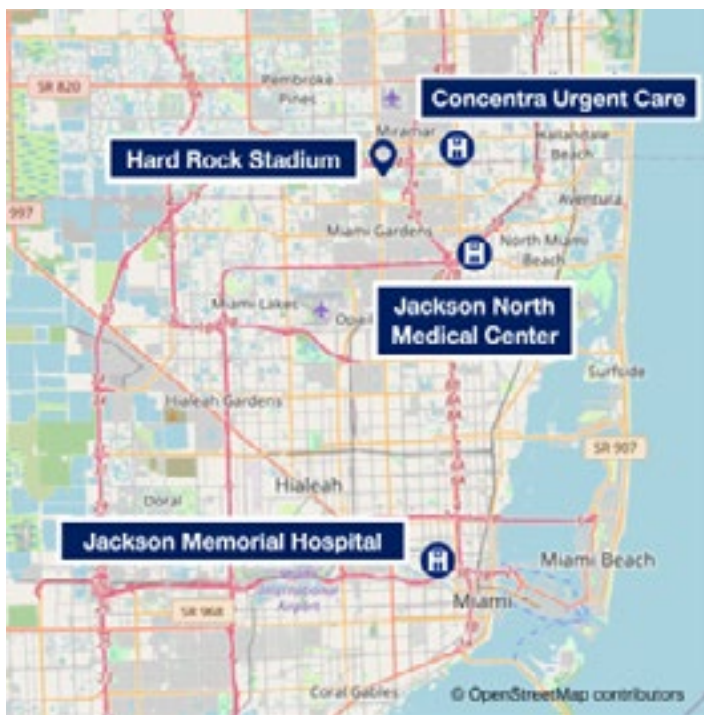 Pembroke
Pines
SR 820
Concentra Urgent Care
Miramar
Hallandale
Beach
Hard Rock Stadium
997
Aventura
Miami Gardens
North Miami
Beach
Miami Lakes
Jackson North
Medical Center
Surfside
Hialeah Gardens
SR 907
Hialeah
Doral
Jackson Memorial Hospital
Miami Beach
International
Airport
Miami
SR 968
Coral Gables
© OpenStreetMap contributors